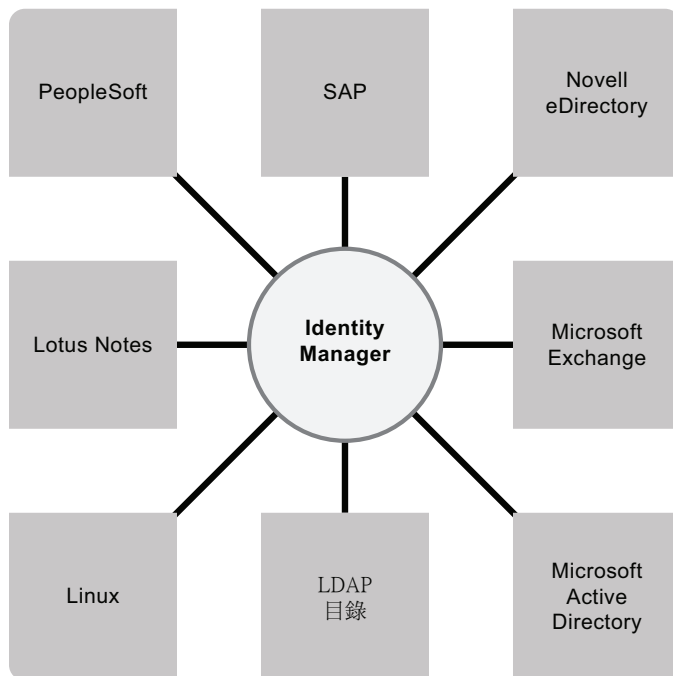 PeopleSoft
SAP
Novell
eDirectory
Lotus Notes
Identity
Manager
Microsoft
Exchange
Linux
LDAP
目錄
Microsoft
Active
Directory